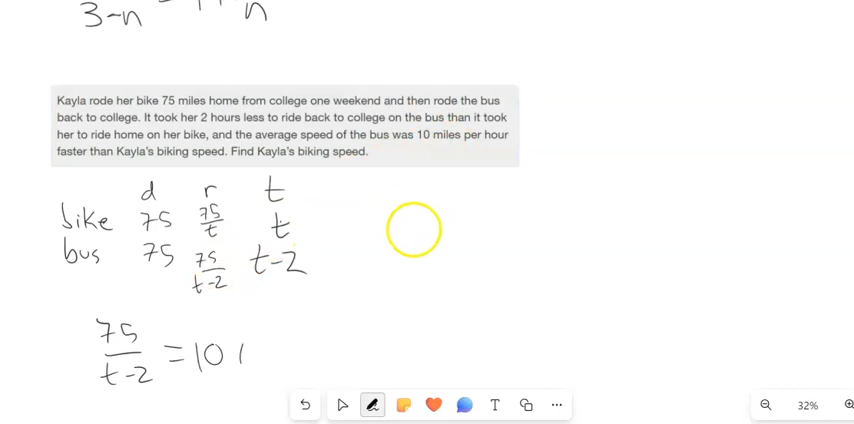 3-n = n
Kayla rode her bike 75 miles home from college one weekend and then rode the bus
back to college. It took her 2 hours less to ride back to college on the bus than it took
her to ride home on her bike, and the average speed of the bus was 10 miles per hour
faster than Kayla's biking speed. Find Kayla's biking speed.
d r t
bike 75 75/t t
bus 75 75/t-2 t-2
75/t-2 = 10
T
32%